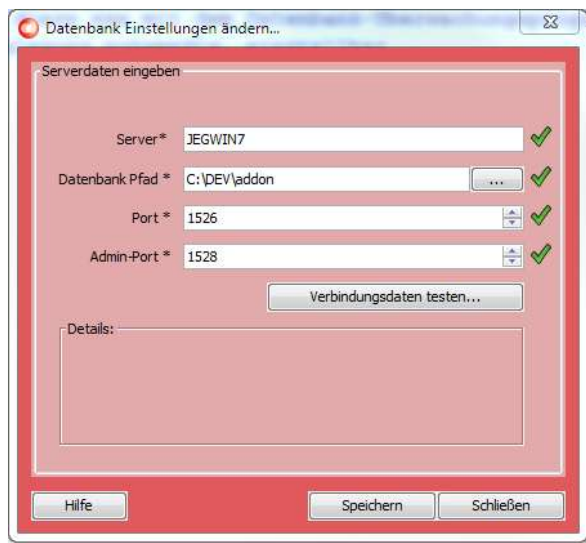 Datenbank Einstellungen ändern...
Serverdaten eingeben
Server* JEGWIN7
Datenbank Pfad * C:\DEV\addon ...
Port * 1526
Admin-Port * 1528
Verbindungsdaten testen...
Details:
Hilfe Speichern Schließen